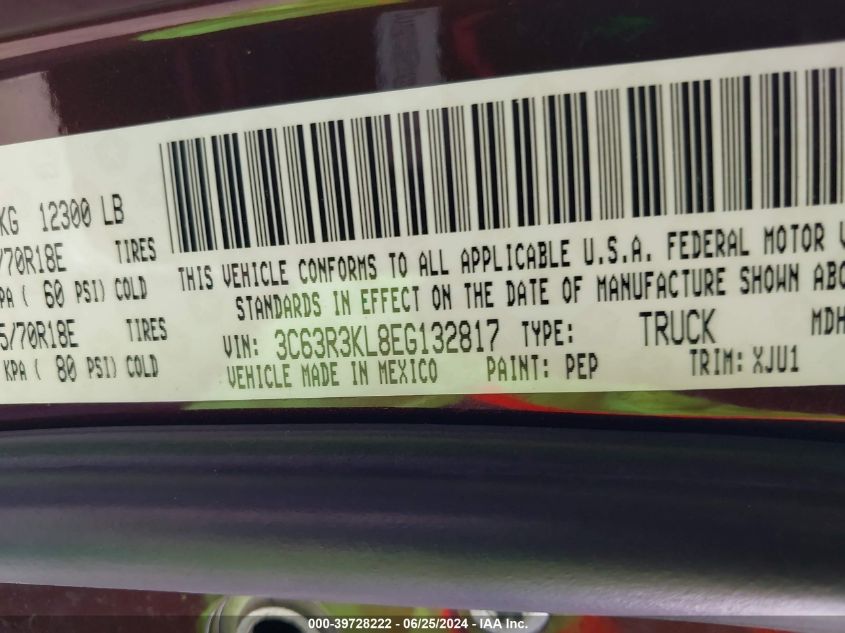 KG 12300 LB
/70R18E TIRES
PA ( 60 PSI) COLD
5/70R18E TIRES
KPA ( 80 PSI) COLD
THIS VEHICLE CONFORMS TO ALL APPLICABLE U.S.A. FEDERAL MOTOR V
STANDARDS IN EFFECT ON THE DATE OF MANUFACTURE SHOWN ABO
VIN: 3C63R3KL8EG132817 TYPE: TRUCK MDH
VEHICLE MADE IN MEXICO PAINT: PEP TRIM: XJU1
000-39728222 - 06/25/2024 - IAA Inc.